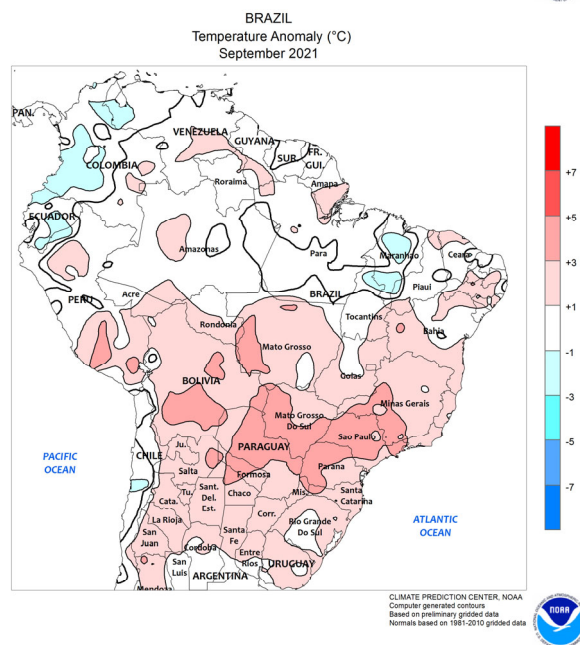 BRAZIL
Temperature Anomaly (°C)
September 2021
PAN.
VENEZUELA
GUYANA
SUR.
FR.
GUI.
COLOMBIA
Roraima
Amapa
ECUADOR
Amazonas
Para
Maranhao
Ceara
PERU
Acre
BRAZIL
Piaui
Tocantins
Rondonia
Mato Grosso
Bahia
BOLIVIA
Goias
Minas Gerais
Mato Grosso
Do Sul
Sao Paulo
PARAGUAY
PACIFIC
OCEAN
CHILE
Ju.
Salta
Formosa
Parana
Tu.
Sant.
Del.
Est.
Chaco
Mis.
Santa
Catarina
Cata.
Corr.
La Rioja
Rio Grande
Do Sul
ATLANTIC
OCEAN
San
Juan
Santa
Fe
Cordoba
Entre
Rios
San
Luis
URUGUAY
ARGENTINA
Mendoza
+7
+5
+3
+1
-1
-3
-5
-7
CLIMATE PREDICTION CENTER, NOAA
Computer generated contours
Based on preliminary gridded data
Normals based on 1981-2010 gridded data
NOAA